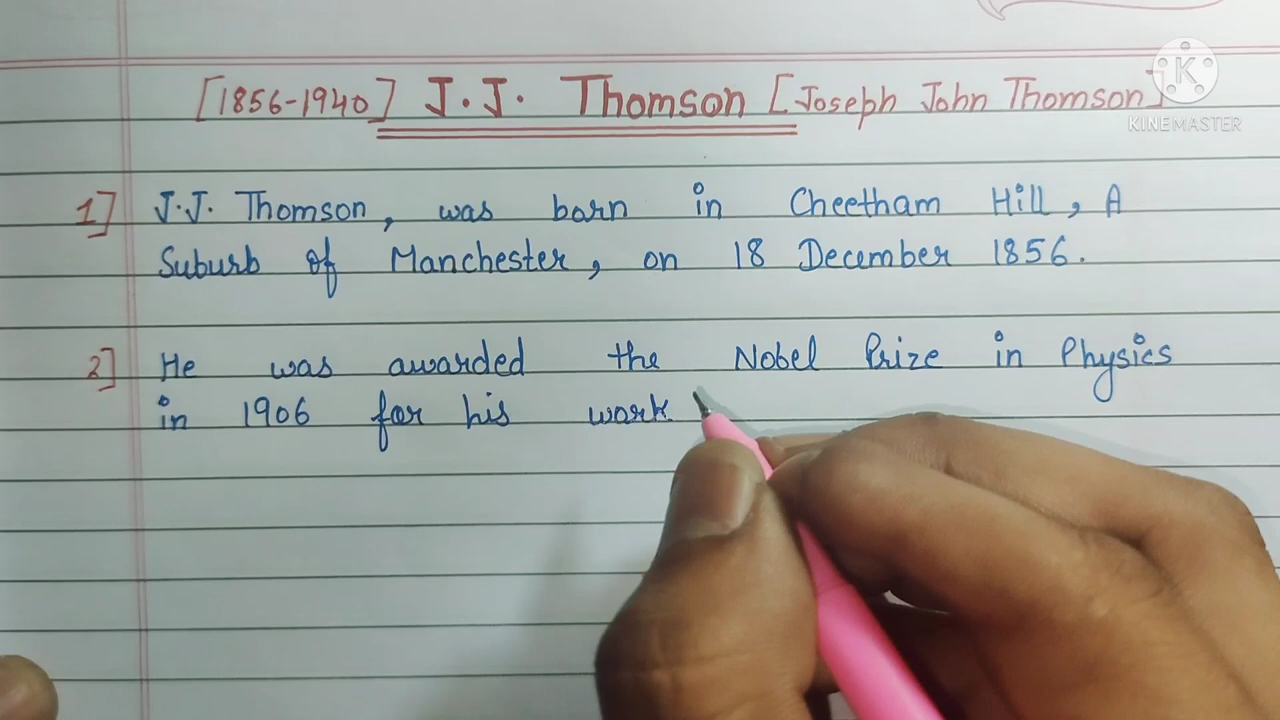 [1856-1940] J.J. Thomson [Joseph John Thomson]
KINEMASTER
1] J.J. Thomson, was born in Cheetham Hill, A
Suburb of Manchester, on 18 December 1856.
2] He was awarded the Nobel Prize in Physics
in 1906 for his work